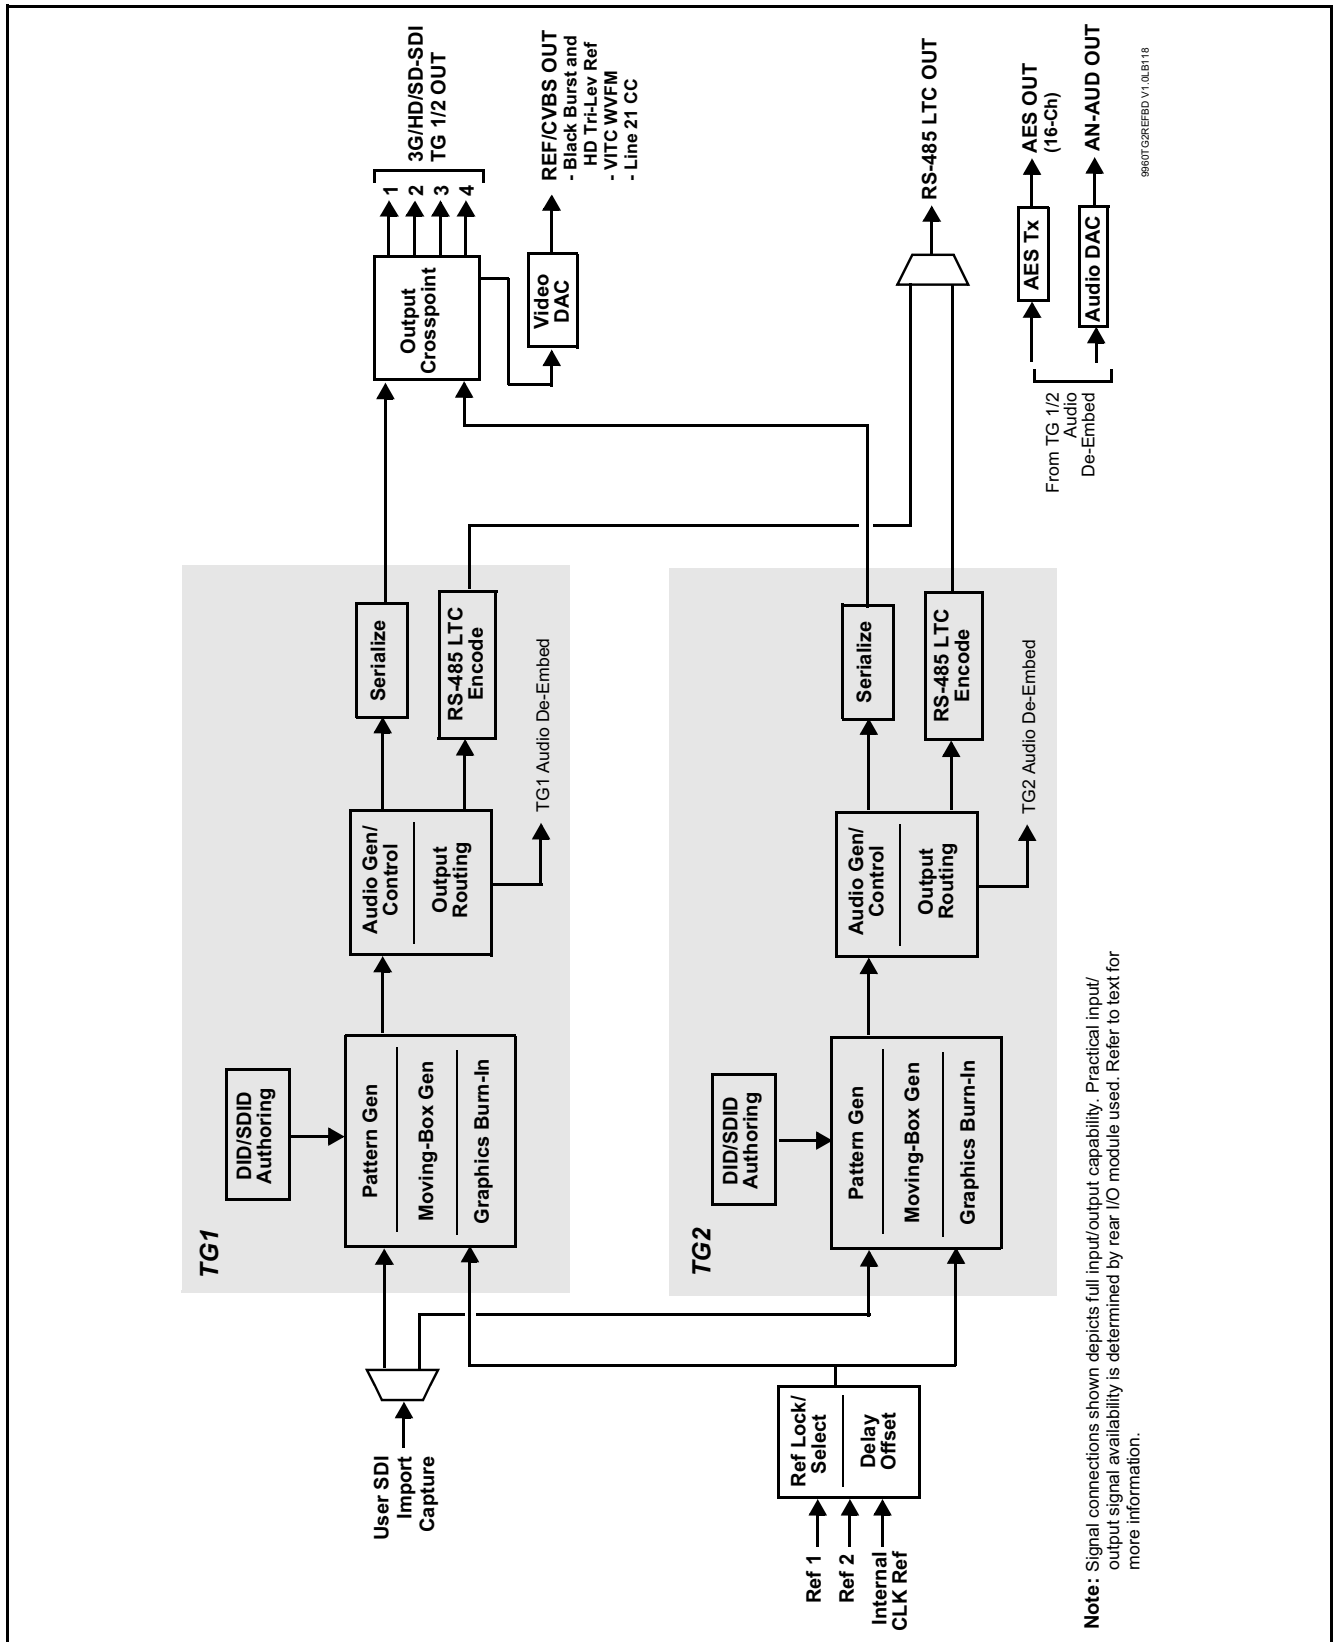 User SDI
Import
Capture
Ref 1
Ref 2
Internal
CLK Ref
Ref Lock/
Select
Delay
Offset
TG1
DID/SDID
Authoring
Pattern Gen
Moving-Box Gen
Graphics Burn-In
Audio Gen/
Control
Output
Routing
TG1 Audio De-Embed
Serialize
RS-485 LTC
Encode
TG2
DID/SDID
Authoring
Pattern Gen
Moving-Box Gen
Graphics Burn-In
Audio Gen/
Control
Output
Routing
TG2 Audio De-Embed
Serialize
RS-485 LTC
Encode
Output
Crosspoint
1
2
3
4
3G/HD/SD-SDI
TG 1/2 OUT
Video
DAC
REF/CVBS OUT
- Black Burst and
HD Tri-Lev Ref
- VITC WVFM
- Line 21 CC
RS-485 LTC OUT
From TG 1/2
Audio
De-Embed
AES Tx
AES OUT
(16-Ch)
Audio DAC
AN-AUD OUT
9960TG2REFBD V1.0LB118
Note: Signal connections shown depicts full input/output capability. Practical input/
output signal availability is determined by rear I/O module used. Refer to text for
more information.